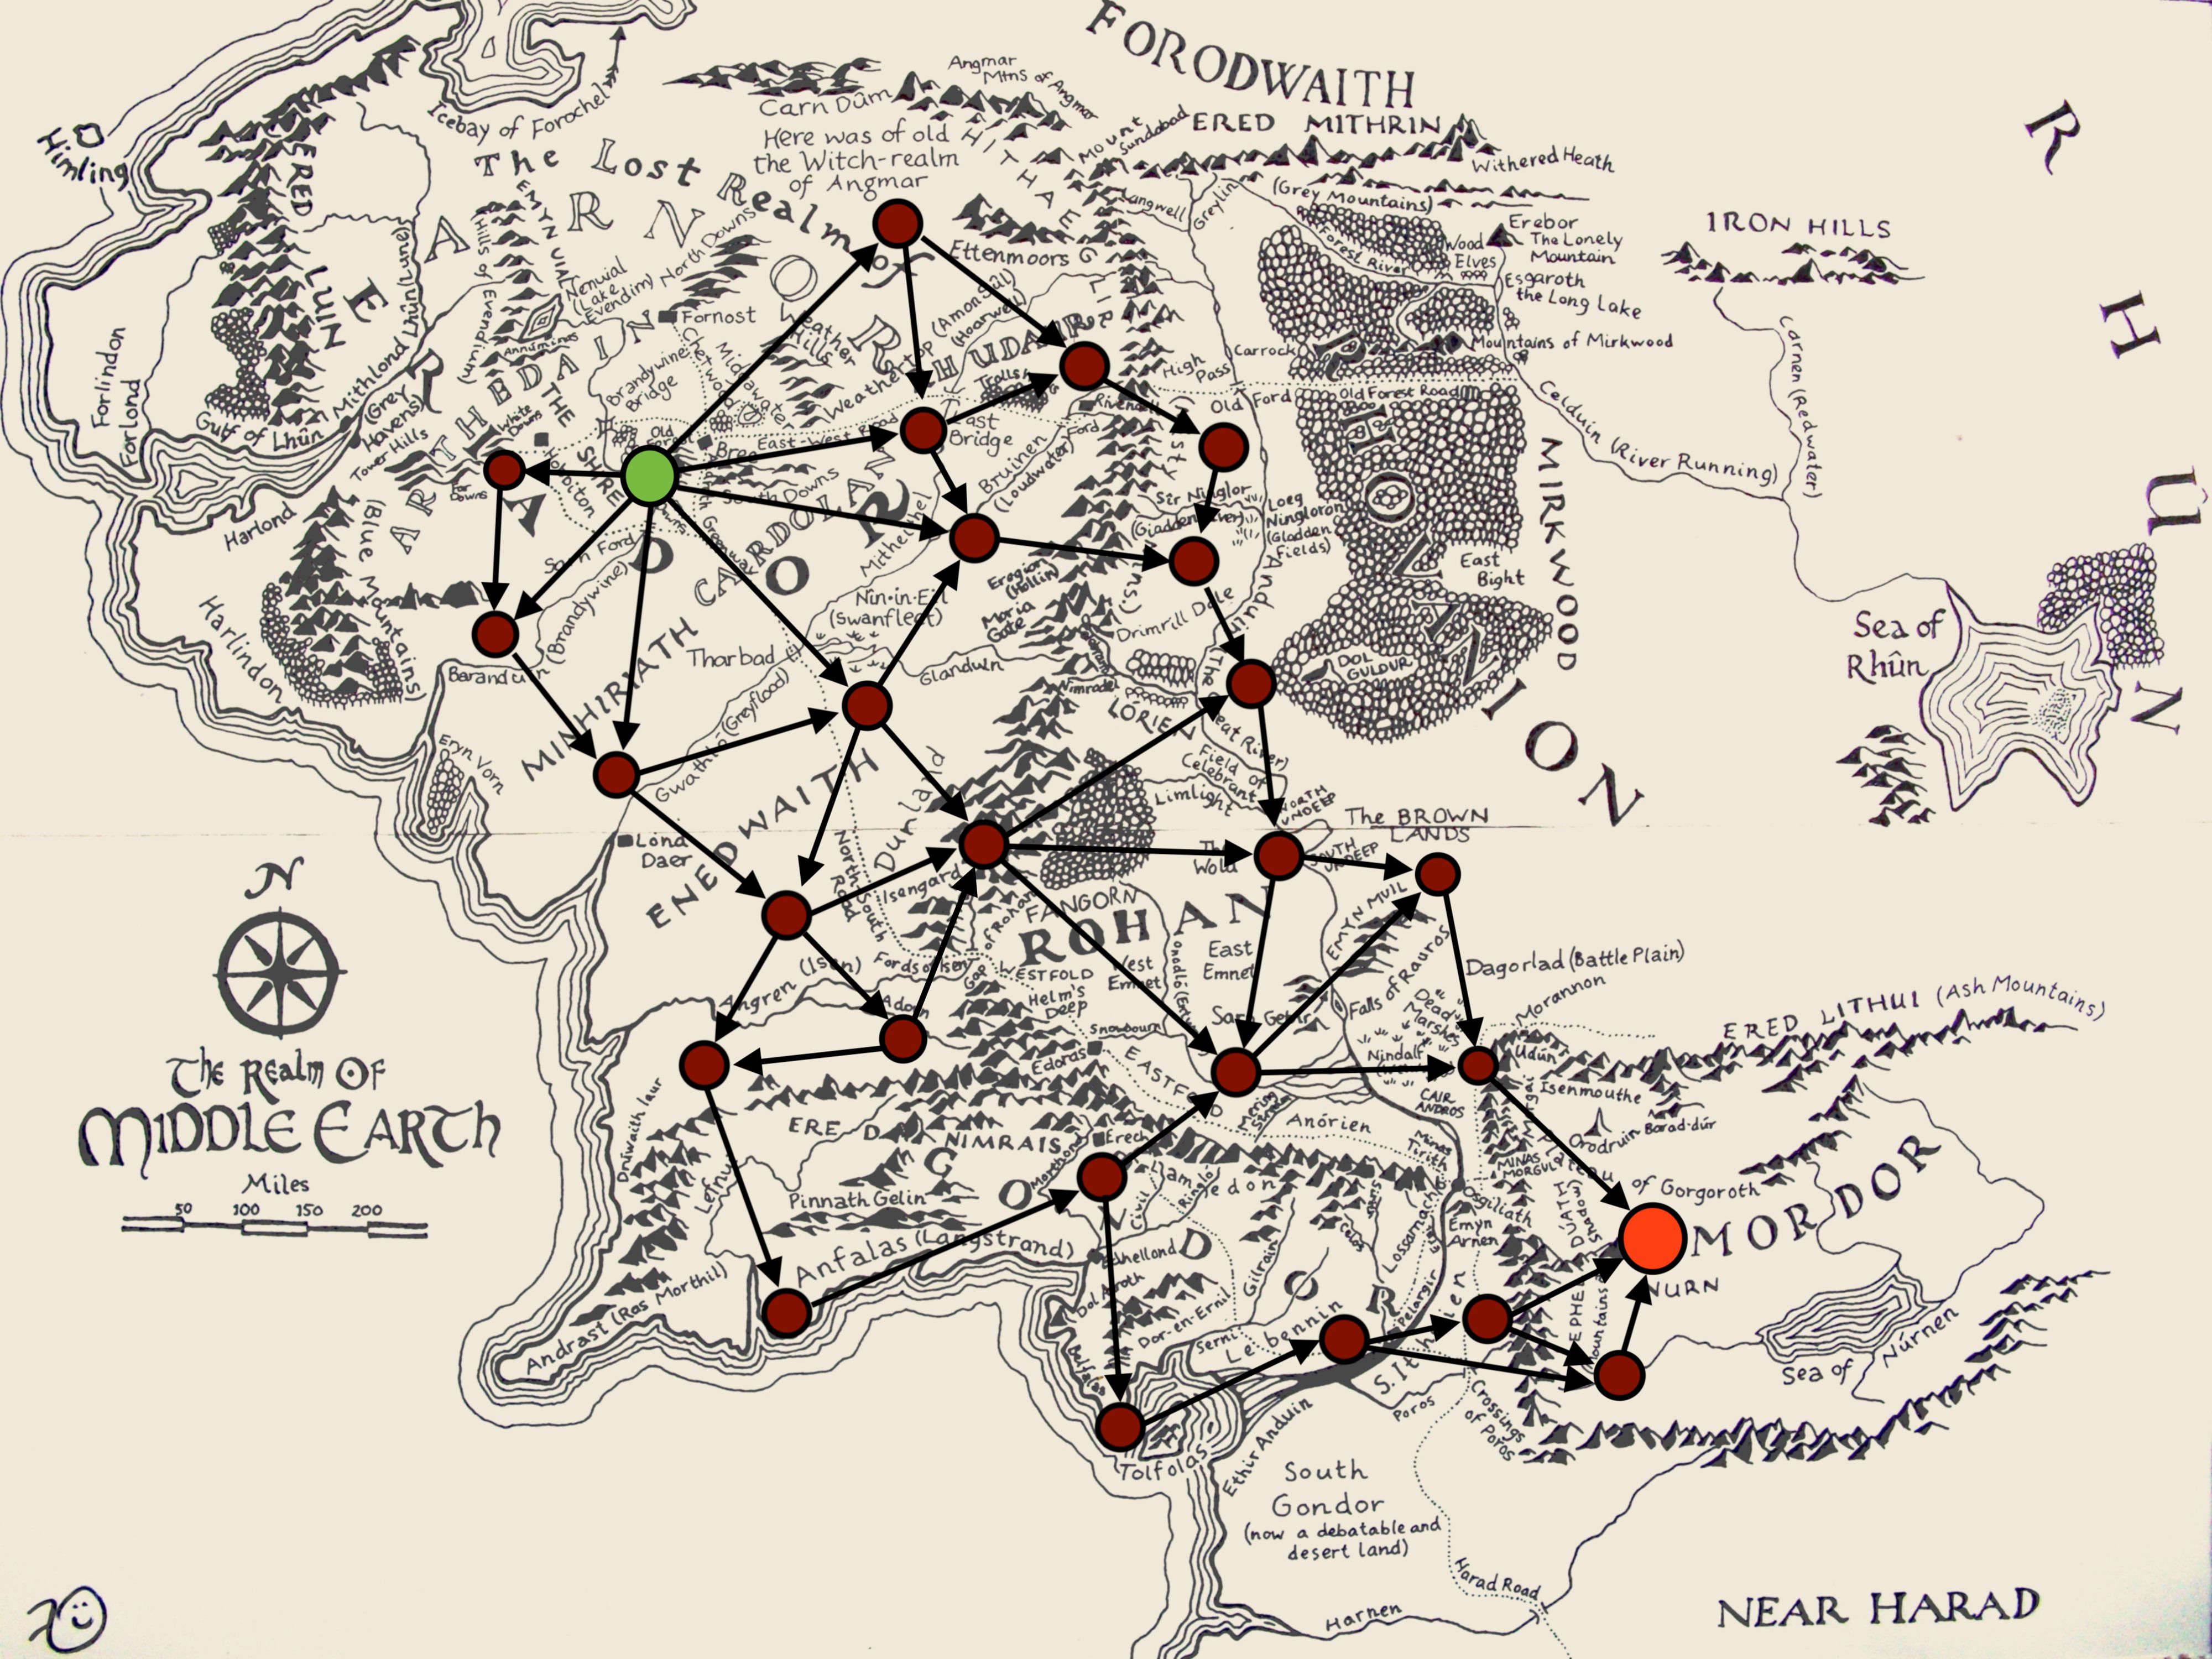 FORODWAITH
Himling
Icebay of Forochel
Carn Dûm
Angmar
Mtns of Angmar
Here was of old
the Witch-realm
of Angmar
The Lost Realm of
ARNOR
Mount
Gundabad
ERED MITHRIN
Withered Heath
(Grey Mountains)
Langwell
Greylin
Forest River
Wood
Elves
Erebor
The Lonely
Mountain
Esgaroth
the Long Lake
Mountains of Mirkwood
IRON HILLS
RHÛN
Carnen (Redwater)
Celduin (River Running)
Sea of
Rhûn
ERED
LUIN
Hills of Evendim
EMYN UIAL
Nenuial
(Lake
Evendim)
Annúminas
North Downs
Fornost
ARTHEDAIN
Forlindon
Forlond
Gulf of Lhûn
Mithlond
(Grey
Havens)
Lhûn (Lune)
Tower Hills
Far
Downs
White
Downs
THE SHIRE
Hobbiton
Brandywine
Bridge
Old
Forest
Bree
Chetwood
Midgewater
Weather
Hills
Weathertop (Amon Sûl)
East-West Road
Last
Bridge
(Hoarwell)
RHUDAUR
Trolls
Rivendell
Ford
Ettenmoors
High
Pass
Carrock
Old Ford
Old Forest Road
MIRKWOOD
East
Bight
DOL
GULDUR
RHOVANION
Harlond
Harlindon
(Blue Mountains)
South Downs
Sarn Ford
Greenway
CARDOLAN
Mitheithel
Bruinen
(Loudwater)
Eregion
(Hollin)
Moria
Gate
Sir Ninglor
(Gladden River)
Loeg
Ningloron
(Gladden
Fields)
Anduin
Drimrill Dale
Nîn-in-Eil
(Swanfleet)
Tharbad
Glanduin
Nimrodel
LÓRIEN
The Great River)
Field of
Celebrant
Limlight
Baranduin
(Brandywine)
Eryn Vorn
MINHIRIATH
Gwathló (Greyflood)
Lond
Daer
ENEDWAITH
North-South
Road
Dunland
Isengard
FANGORN
ROHAN
The
Wold
NORTH
UNDEEP
SOUTH
UNDEEP
The BROWN
LANDS
EMYN MUIL
East
Emnet
West
Emnet
Falls of Rauros
Dagorlad (Battle Plain)
Dead
Marshes
Morannon
Nindalf
Sarn Gebir
Udûn
Isenmouthe
ERED LITHUI (Ash Mountains)
Angren
(Isen)
Adorn
Fords of Isen
Gap of Rohan
WESTFOLD
Helm's
Deep
Snowbourn
Edoras
EASTFOLD
Mering
Stream
Anórien
CAIR
ANDROS
Minas
Tirith
Osgiliath
MINAS
MORGUL
Orodruin
Barad-dûr
Plateau
of Gorgoroth
MORDOR
NURN
Sea of Núrnen
N
The Realm OF
MIDDLE EARTH
Miles
50 100 150 200
Drúwaith Iaur
Lefnui
ERED NIMRAIS
Erech
Morthond
Pinnath Gelin
Anfalas (Langstrand)
Andrast (Ras Morthil)
GONDOR
Lamedon
Ciril
Ringló
Edhellond
Dol Amroth
Belfalas
Dor-en-Ernil
Gilrain
Serni
Lebennin
Celos
Lossarnach
Erui
Emyn
Arnen
Pelargir
S. Ithilien
EPHEL DÚATH
Mountains
Poros
Crossings
of Poros
Tolfolas
Ethir Anduin
South
Gondor
(now a debatable and
desert land)
Harad Road
Harnen
NEAR HARAD